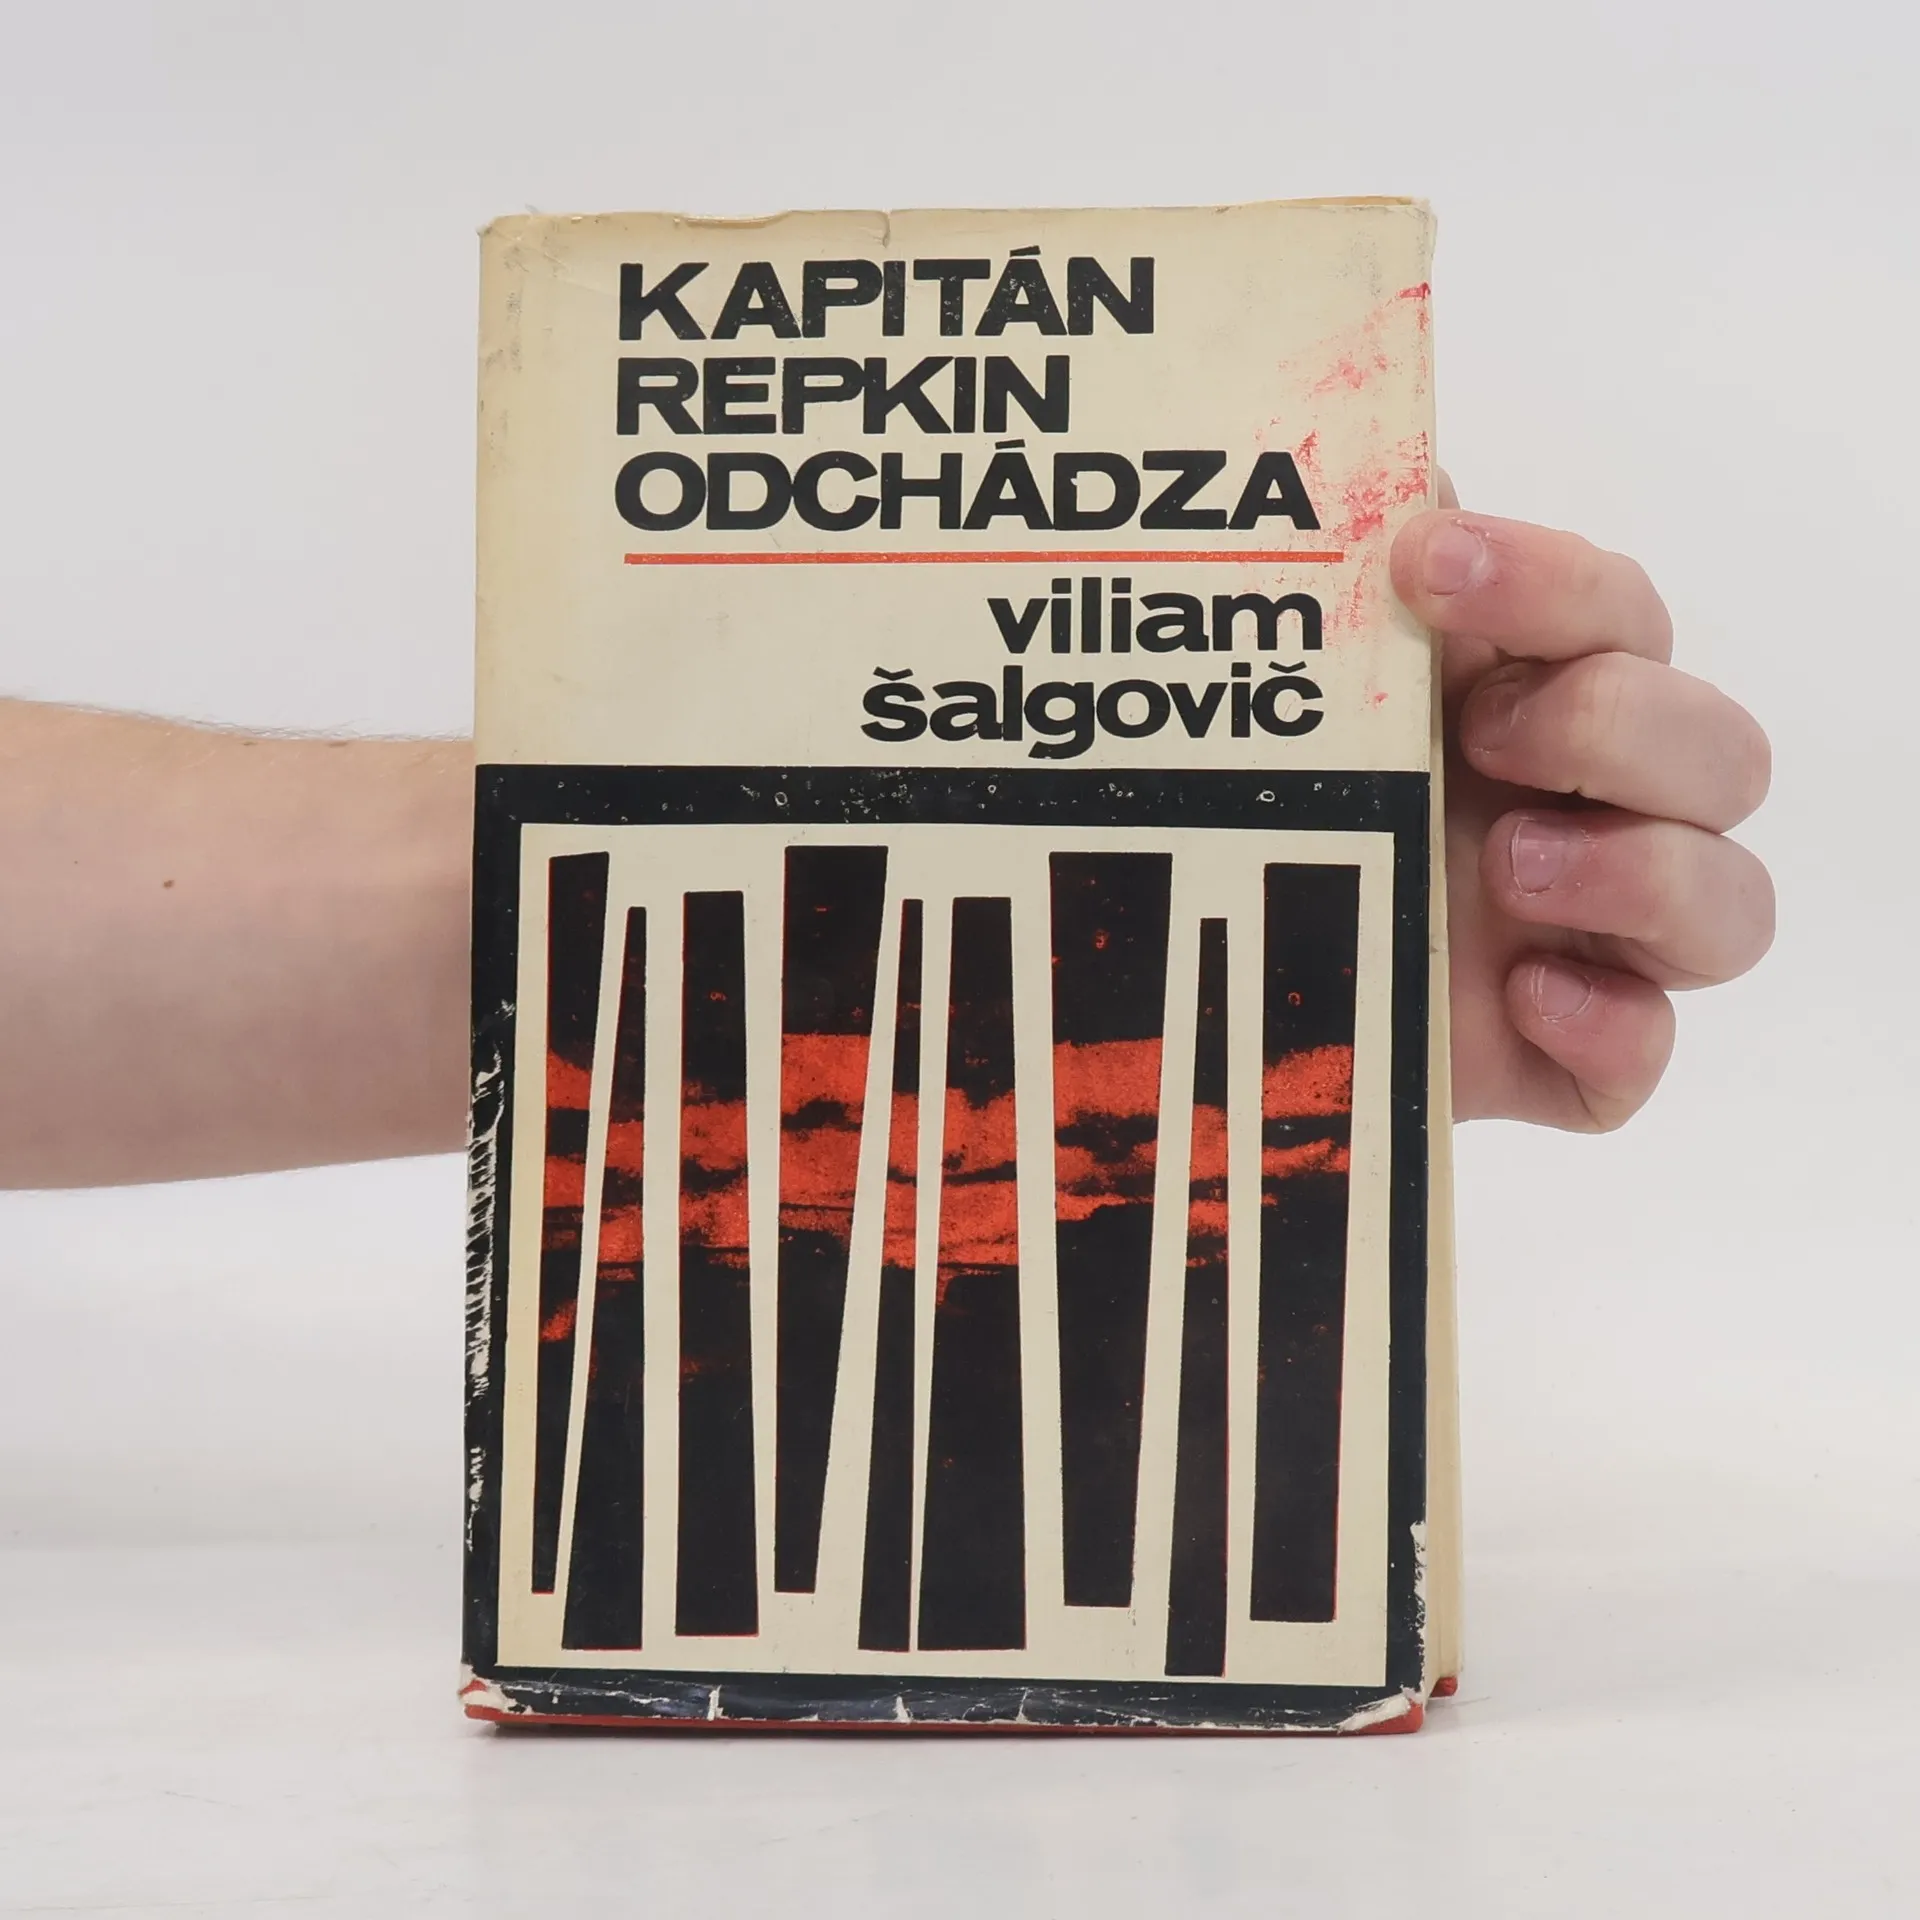 KAPITÁN
REPKIN
ODCHÁDZA
viliam
šalgovič